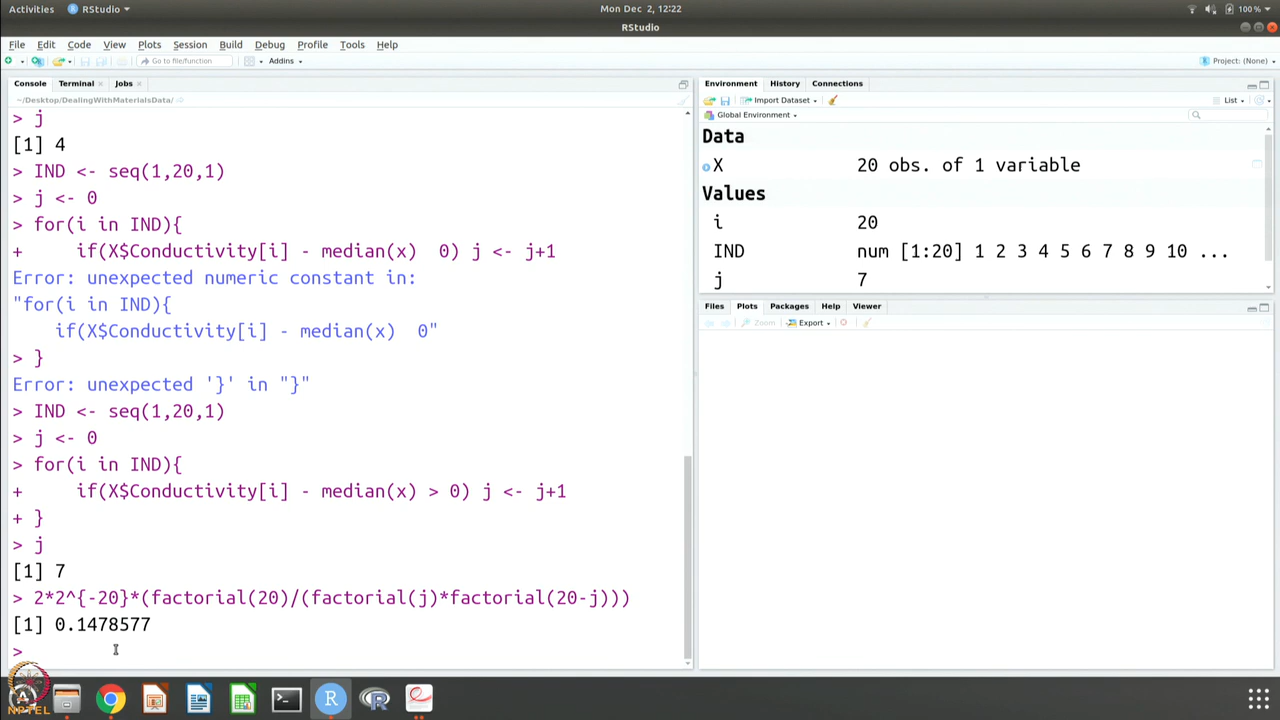 Activities RStudio Mon Dec 2, 12:22 100%
RStudio
File Edit Code View Plots Session Build Debug Profile Tools Help
Go to file/function Addins Project: (None)
Console Terminal Jobs
~/Desktop/DealingWithMaterialsData/
> j
[1] 4
> IND <- seq(1,20,1)
> j <- 0
> for(i in IND){
+ if(X$Conductivity[i] - median(x) 0) j <- j+1
Error: unexpected numeric constant in:
"for(i in IND){
if(X$Conductivity[i] - median(x) 0"
> }
Error: unexpected '}' in "}"
> IND <- seq(1,20,1)
> j <- 0
> for(i in IND){
+ if(X$Conductivity[i] - median(x) > 0) j <- j+1
+ }
> j
[1] 7
> 2*2^{-20}*(factorial(20)/(factorial(j)*factorial(20-j)))
[1] 0.1478577
>
Environment History Connections
Import Dataset List
Global Environment
Data
X 20 obs. of 1 variable
Values
i 20
IND num [1:20] 1 2 3 4 5 6 7 8 9 10 ...
j 7
Files Plots Packages Help Viewer
Zoom Export
NPTEL